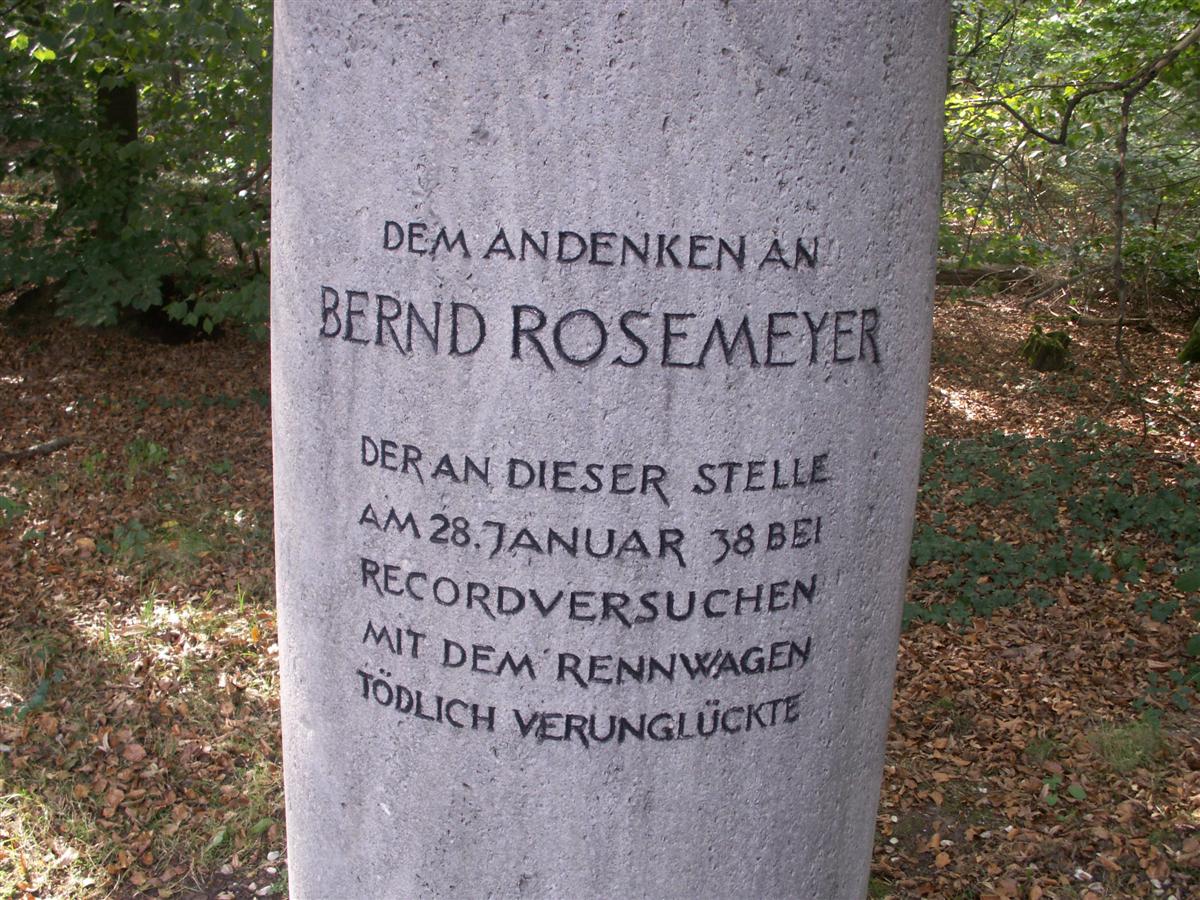 DEM ANDENKEN AN
BERND ROSEMEYER
DER AN DIESER STELLE
AM 28. JANUAR 38 BEI
RECORDVERSUCHEN
MIT DEM RENNWAGEN
TÖDLICH VERUNGLÜCKTE